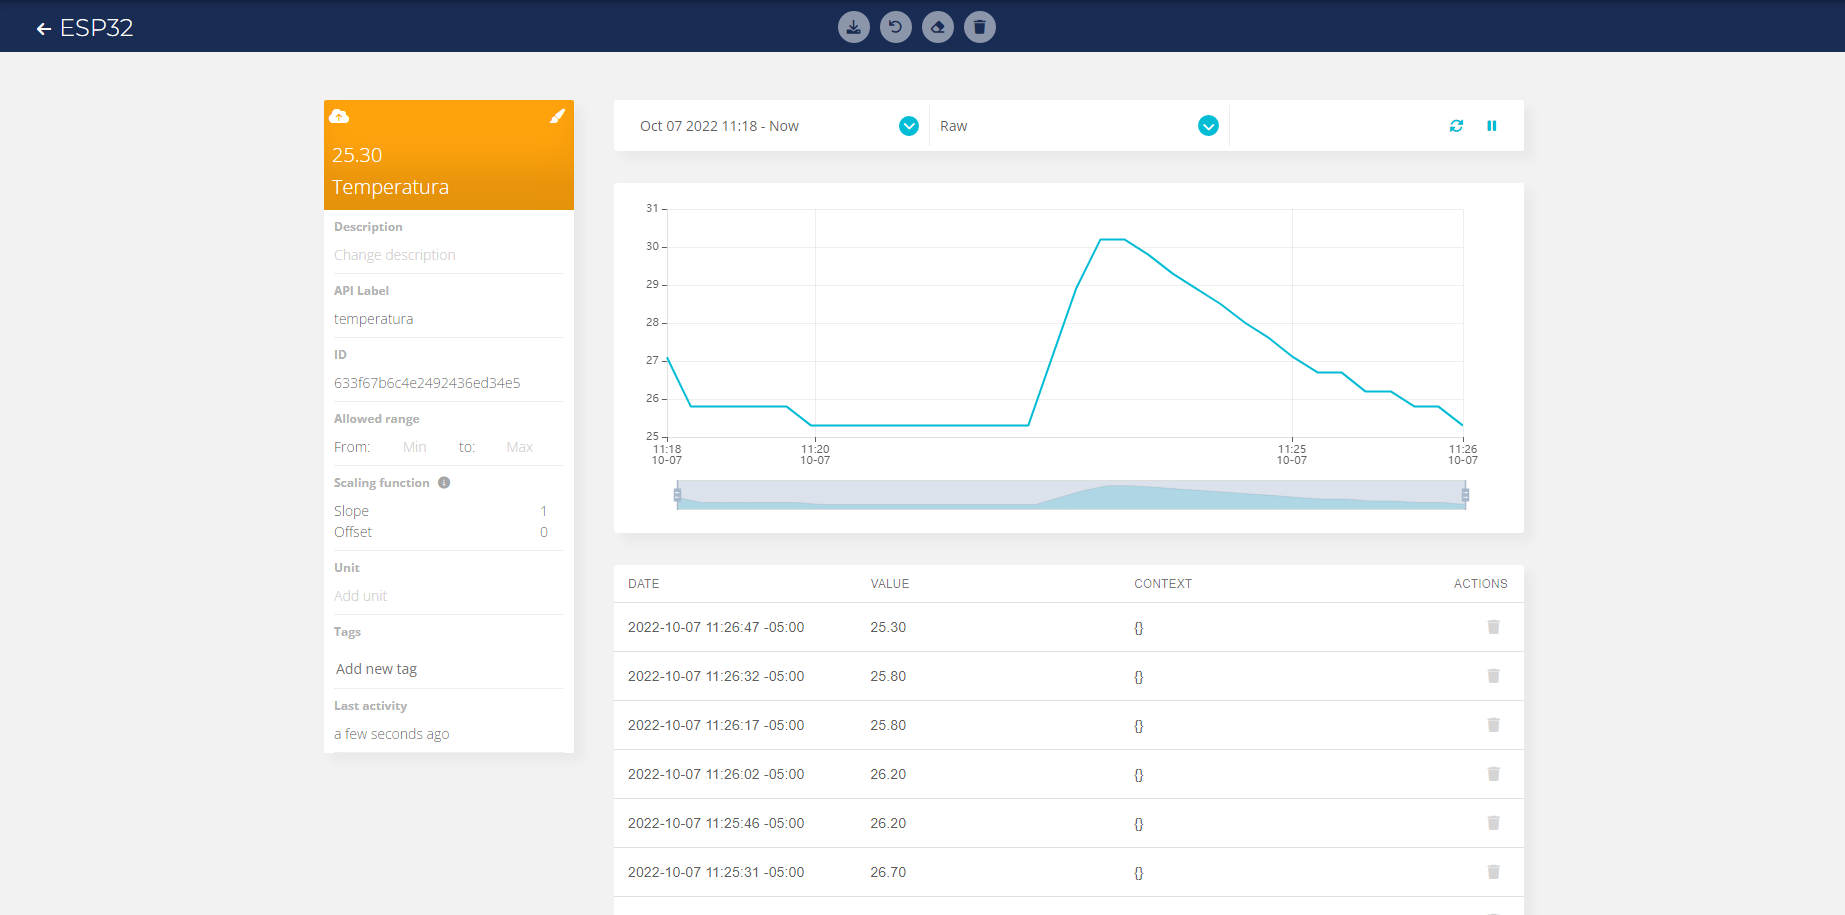 ESP32
25.30
Temperatura
Description
Change description
API Label
temperatura
ID
633f67b6c4e2492436ed34e5
Allowed range
From: Min to: Max
Scaling function
Slope 1
Offset 0
Unit
Add unit
Tags
Add new tag
Last activity
a few seconds ago
Oct 07 2022 11:18 - Now Raw
31
30
29
28
27
26
25
11:18 11:20 11:25 11:26
10-07 10-07 10-07 10-07
DATE VALUE CONTEXT ACTIONS
2022-10-07 11:26:47 -05:00 25.30 {}
2022-10-07 11:26:32 -05:00 25.80 {}
2022-10-07 11:26:17 -05:00 25.80 {}
2022-10-07 11:26:02 -05:00 26.20 {}
2022-10-07 11:25:46 -05:00 26.20 {}
2022-10-07 11:25:31 -05:00 26.70 {}